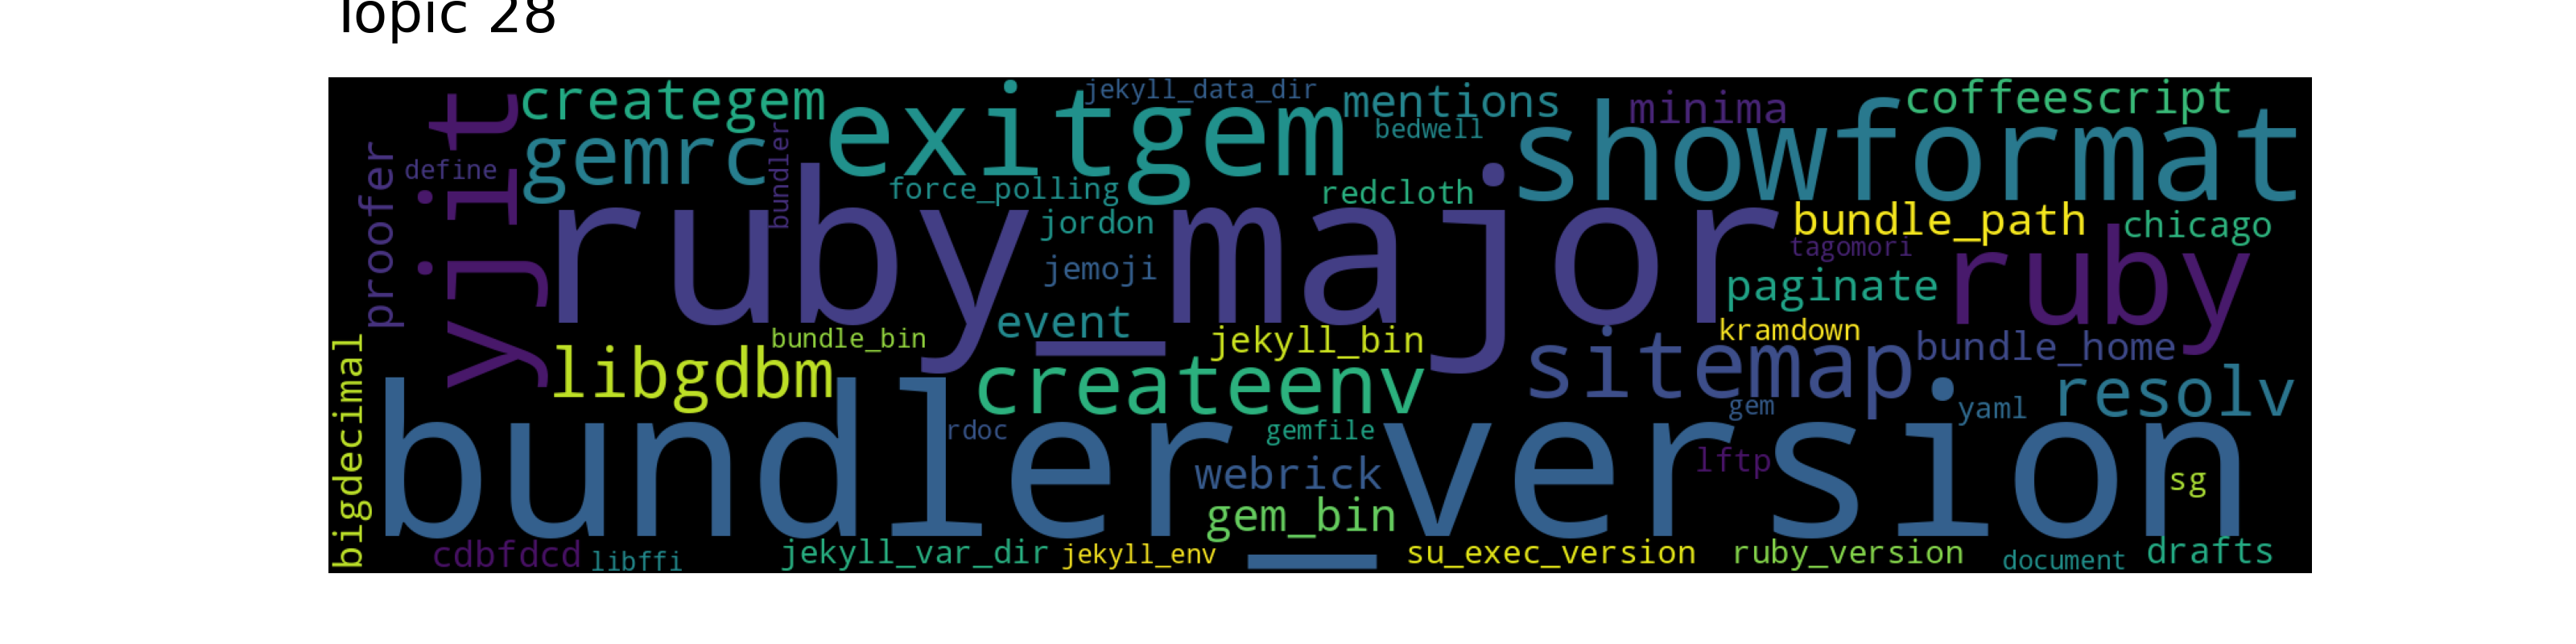 Topic 28
creategem
exitgem
jekyll_data_dir
mentions
bedwell
minima
coffeescript
showformat
yjit
define
proofer
gemrc
bundler
force_polling
redcloth
jordon
jemoji
ruby_major
bundle_path
chicago
tagomori
paginate
ruby
event
kramdown
bundle_bin
jekyll_bin
sitemap
bundle_home
libgdbm
createenv
resolv
bigdecimal
gem
yaml
rdoc
gemfile
bundler_version
webrick
lftp
sg
gem_bin
cdbfdcd
libffi
jekyll_var_dir
jekyll_env
su_exec_version
ruby_version
document
drafts